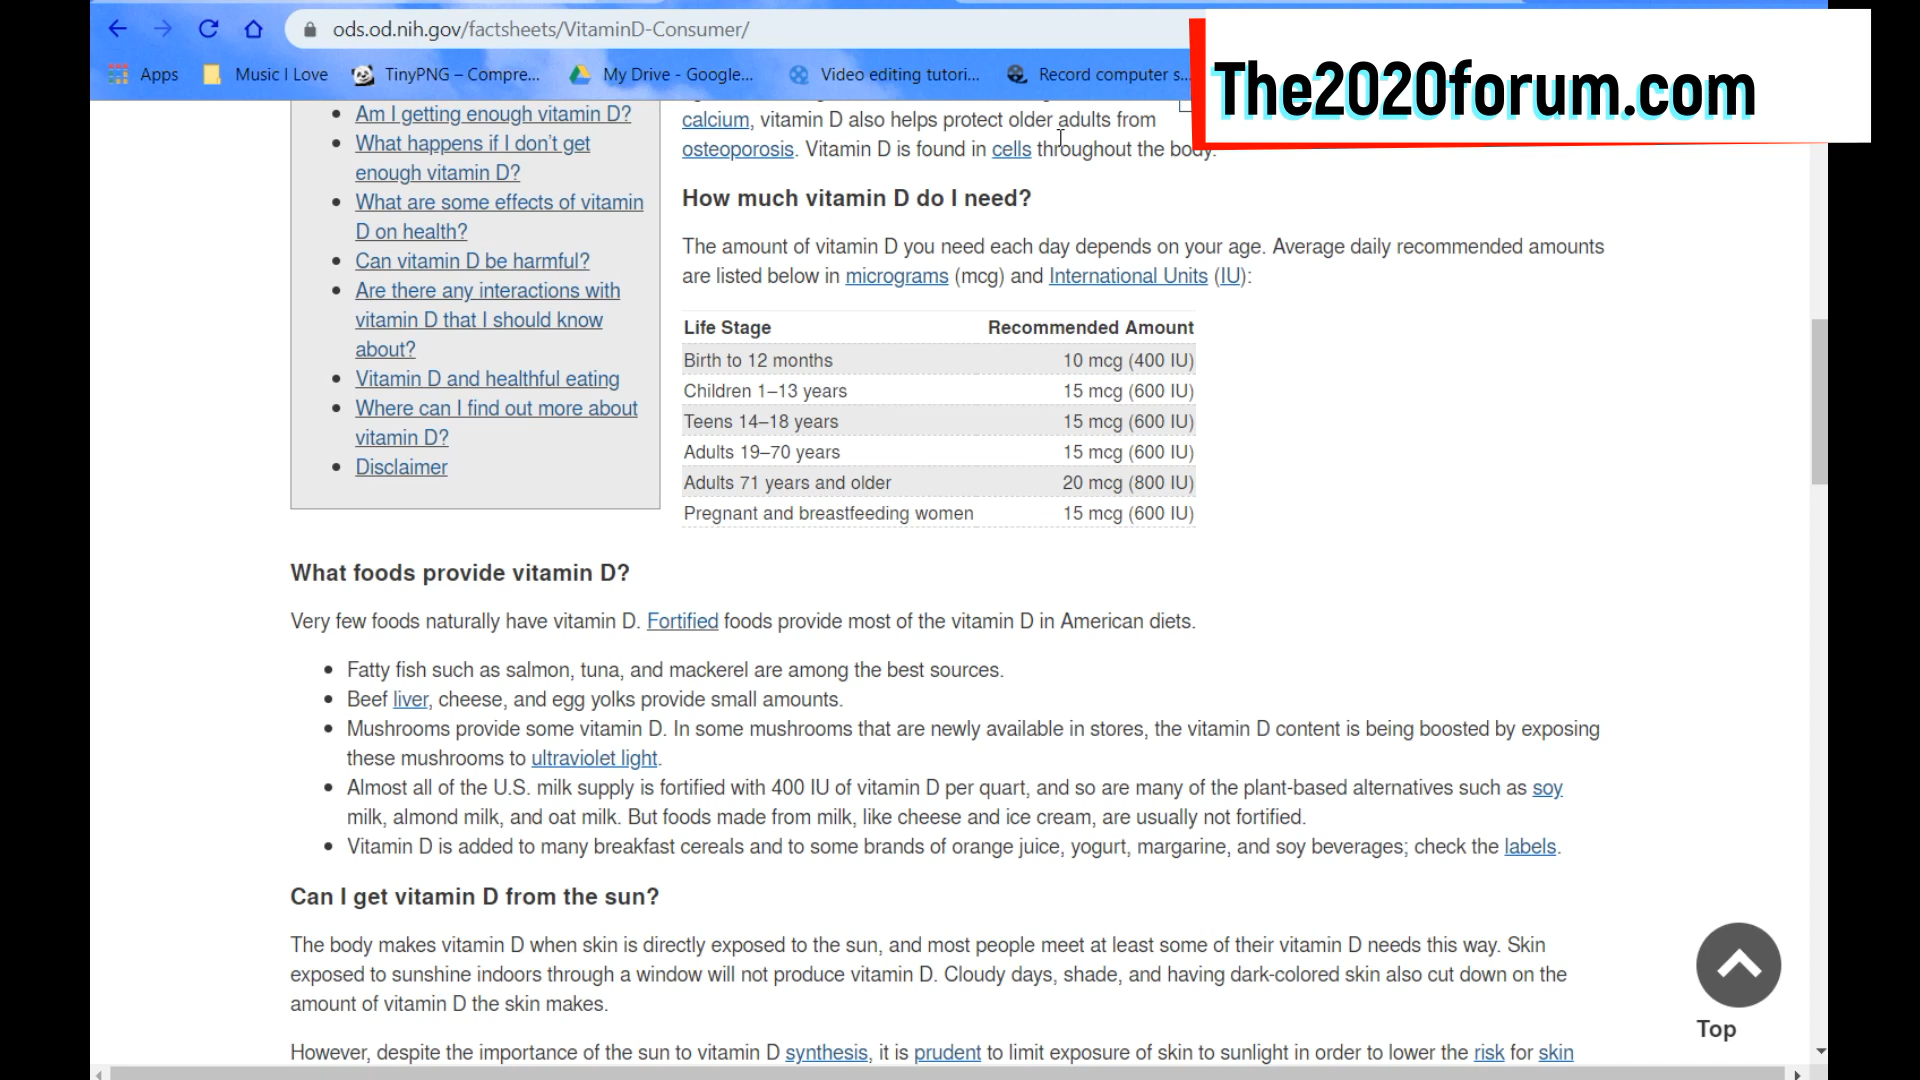 ods.od.nih.gov/factsheets/VitaminD-Consumer/
The2020forum.com
Apps
Music I Love
TinyPNG – Compre...
My Drive - Google...
Video editing tutori...
Record computer s...
Am I getting enough vitamin D?
What happens if I don't get
enough vitamin D?
What are some effects of vitamin
D on health?
Can vitamin D be harmful?
Are there any interactions with
vitamin D that I should know
about?
Vitamin D and healthful eating
Where can I find out more about
vitamin D?
Disclaimer
calcium, vitamin D also helps protect older adults from
osteoporosis. Vitamin D is found in cells throughout the body.
How much vitamin D do I need?
The amount of vitamin D you need each day depends on your age. Average daily recommended amounts
are listed below in micrograms (mcg) and International Units (IU):
Life Stage Recommended Amount
Birth to 12 months 10 mcg (400 IU)
Children 1–13 years 15 mcg (600 IU)
Teens 14–18 years 15 mcg (600 IU)
Adults 19–70 years 15 mcg (600 IU)
Adults 71 years and older 20 mcg (800 IU)
Pregnant and breastfeeding women 15 mcg (600 IU)
What foods provide vitamin D?
Very few foods naturally have vitamin D. Fortified foods provide most of the vitamin D in American diets.
Fatty fish such as salmon, tuna, and mackerel are among the best sources.
Beef liver, cheese, and egg yolks provide small amounts.
Mushrooms provide some vitamin D. In some mushrooms that are newly available in stores, the vitamin D content is being boosted by exposing
these mushrooms to ultraviolet light.
Almost all of the U.S. milk supply is fortified with 400 IU of vitamin D per quart, and so are many of the plant-based alternatives such as soy
milk, almond milk, and oat milk. But foods made from milk, like cheese and ice cream, are usually not fortified.
Vitamin D is added to many breakfast cereals and to some brands of orange juice, yogurt, margarine, and soy beverages; check the labels.
Can I get vitamin D from the sun?
The body makes vitamin D when skin is directly exposed to the sun, and most people meet at least some of their vitamin D needs this way. Skin
exposed to sunshine indoors through a window will not produce vitamin D. Cloudy days, shade, and having dark-colored skin also cut down on the
amount of vitamin D the skin makes.
However, despite the importance of the sun to vitamin D synthesis, it is prudent to limit exposure of skin to sunlight in order to lower the risk for skin
Top